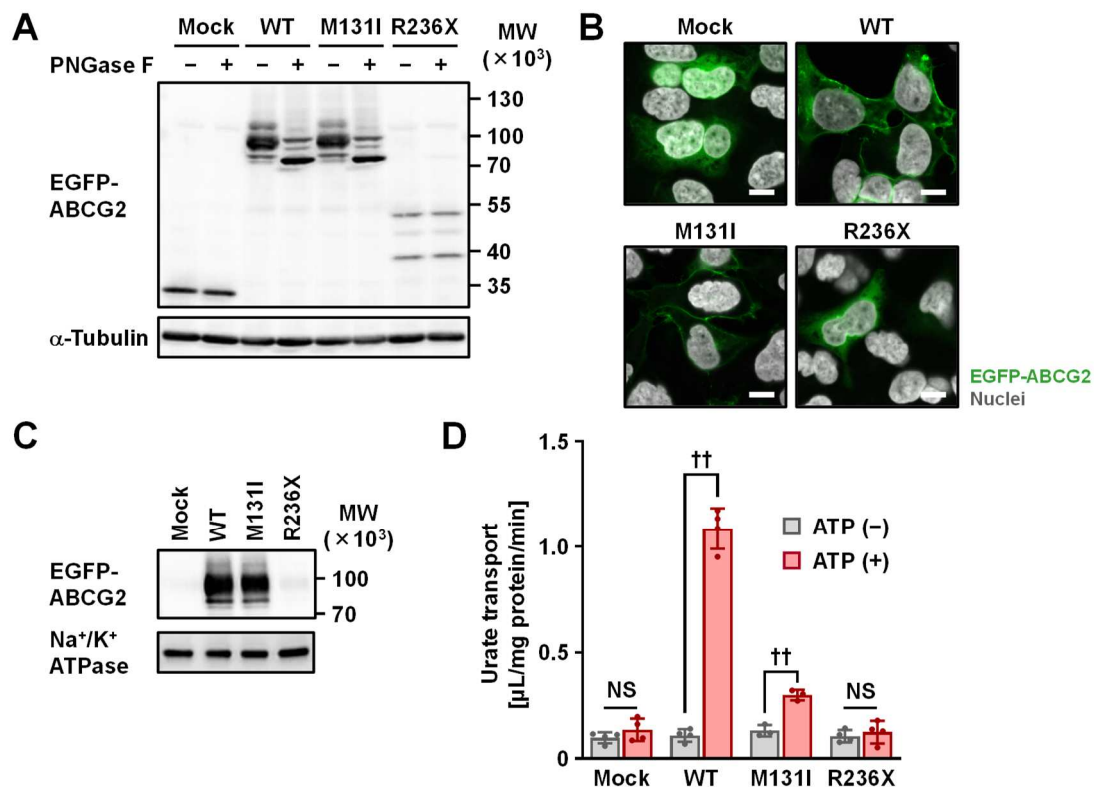 A
Mock WT M131I R236X
MW
(×10³)
PNGase F – + – + – + – +
130
100
70
55
40
35
EGFP-
ABCG2
α-Tubulin
B
Mock WT
M131I R236X
EGFP-ABCG2
Nuclei
C
Mock WT M131I R236X
MW
(×10³)
EGFP-
ABCG2
100
70
Na⁺/K⁺
ATPase
D
Urate transport
[μL/mg protein/min]
1.5
1.0
0.5
0
NS †† †† NS
ATP (–)
ATP (+)
Mock WT M131I R236X